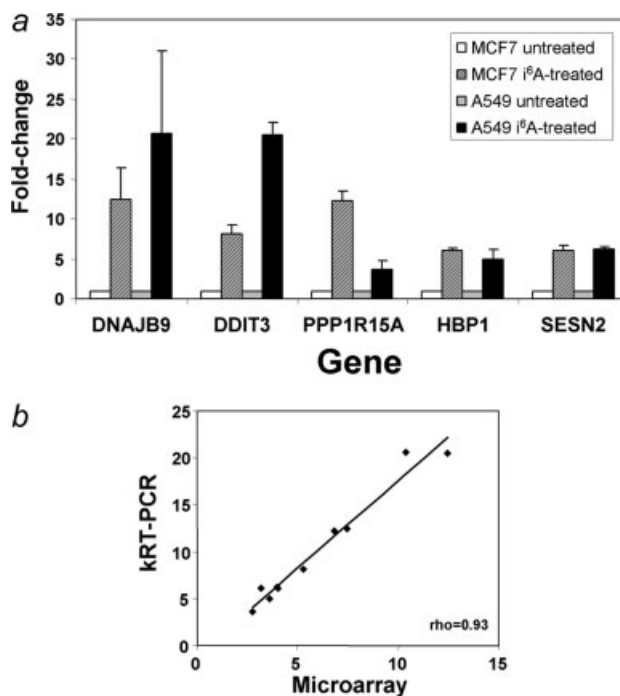 a
35
30
25
20
15
10
5
0
Fold-change
MCF7 untreated
MCF7 i⁶A-treated
A549 untreated
A549 i⁶A-treated
DNAJB9 DDIT3 PPP1R15A HBP1 SESN2
Gene
b
25
20
15
10
5
0
kRT-PCR
rho=0.93
0 5 10 15
Microarray